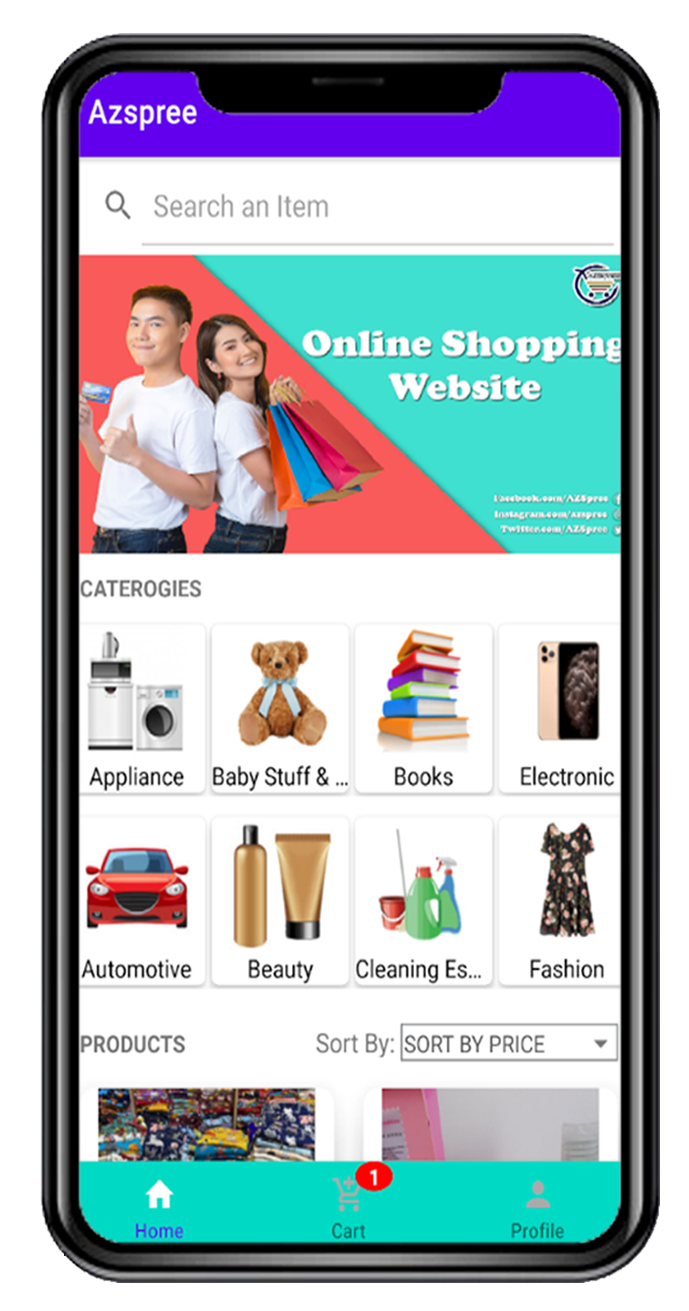 Azspree
Search an Item
Online Shopping
Website
Facebook.com/AZSpree
Instagram.com/azspree
Twitter.com/AZSpree
CATEROGIES
Appliance
Baby Stuff & ...
Books
Electronic
Automotive
Beauty
Cleaning Es...
Fashion
PRODUCTS
Sort By: SORT BY PRICE
1
Home
Cart
Profile